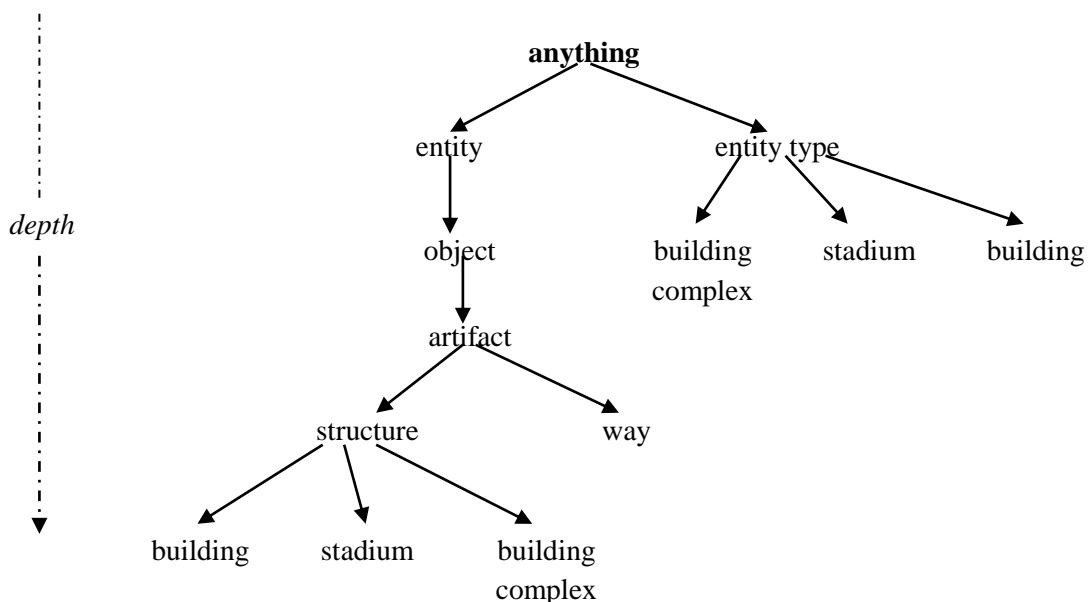 anything
entity
entity type
depth
object
building
complex
stadium
building
artifact
structure
way
building
stadium
building
complex